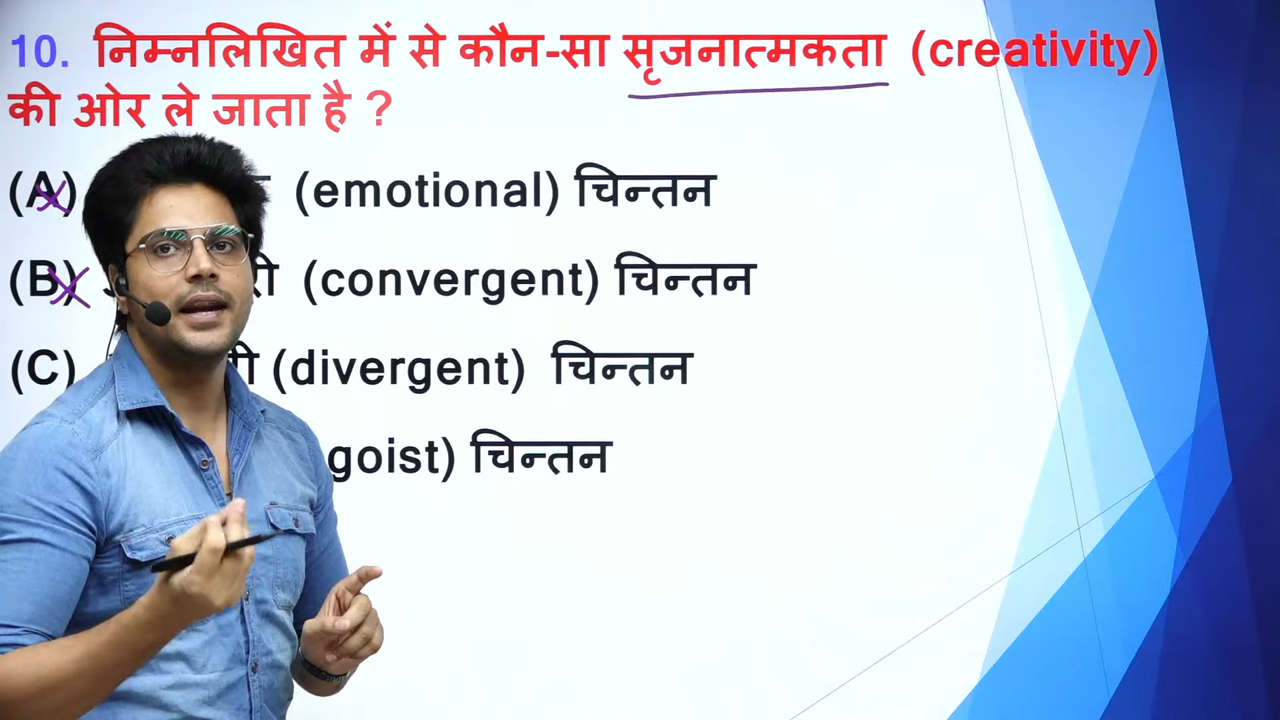 10. निम्नलिखित में से कौन-सा सृजनात्मकता (creativity)
की ओर ले जाता है ?
(A) (emotional) चिन्तन
(B) (convergent) चिन्तन
(C) (divergent) चिन्तन
goist) चिन्तन